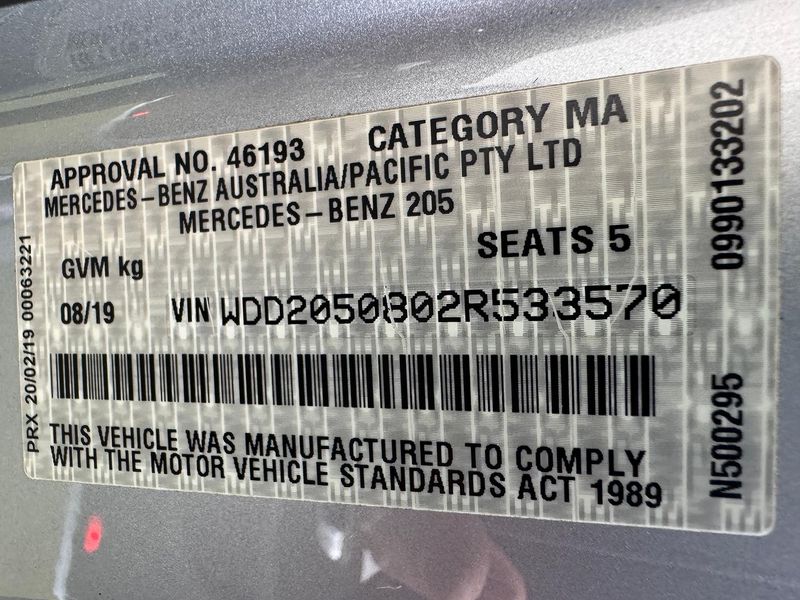 APPROVAL NO. 46193 CATEGORY MA
MERCEDES-BENZ AUSTRALIA/PACIFIC PTY LTD
MERCEDES-BENZ 205
GVM kg SEATS 5
08/19 VIN WDD2050802R533570
THIS VEHICLE WAS MANUFACTURED TO COMPLY
WITH THE MOTOR VEHICLE STANDARDS ACT 1989
PRX 20/02/19 00063221
0990133202
N500295